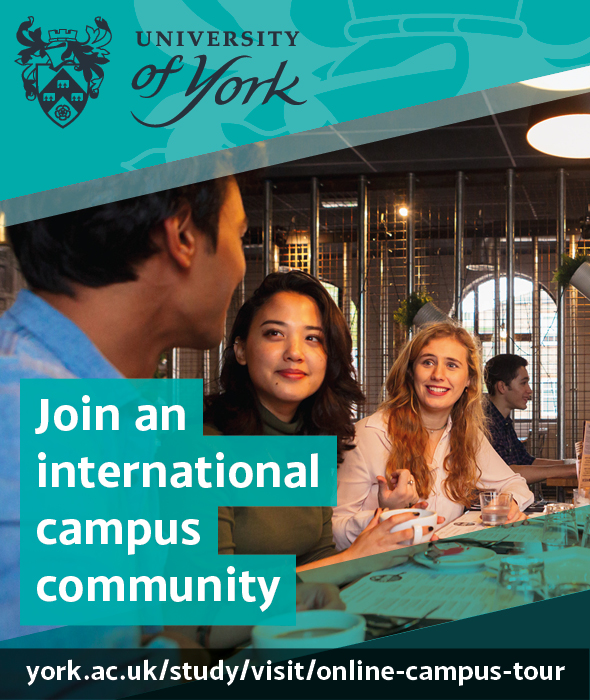 UNIVERSITY
of York
Join an
international
campus
community
york.ac.uk/study/visit/online-campus-tour